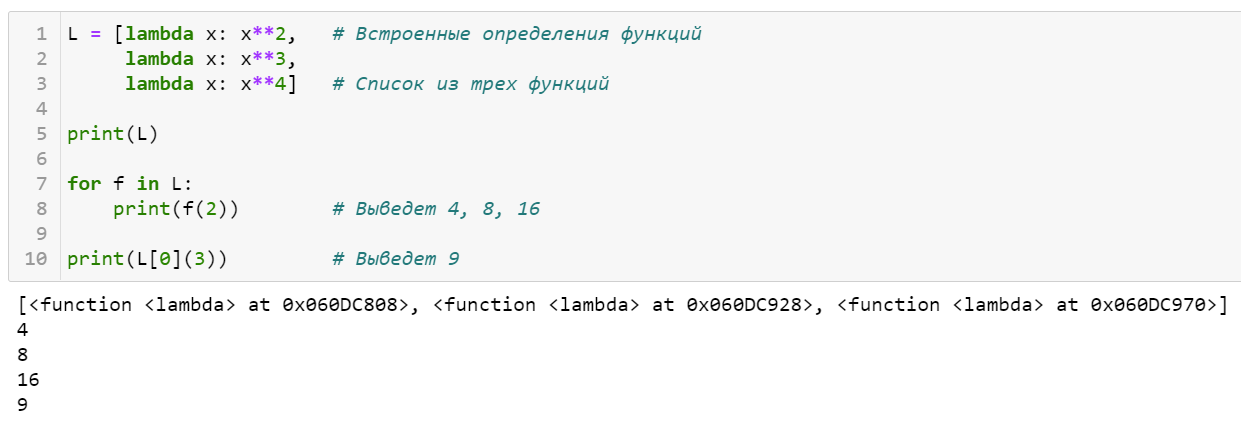 1 L = [lambda x: x**2,   # Встроенные определения функций
2      lambda x: x**3,
3      lambda x: x**4]   # Список из трех функций
4
5 print(L)
6
7 for f in L:
8     print(f(2))        # Выведет 4, 8, 16
9
10 print(L[0](3))         # Выведет 9
[<function <lambda> at 0x060DC808>, <function <lambda> at 0x060DC928>, <function <lambda> at 0x060DC970>]
4
8
16
9